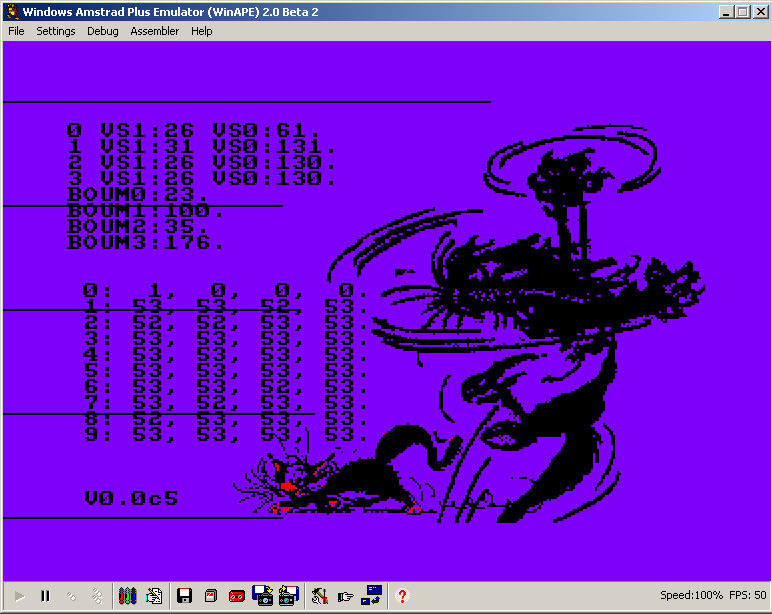 Windows Amstrad Plus Emulator (WinAPE) 2.0 Beta 2
File Settings Debug Assembler Help
0 VS1:26 VS0:61.
1 VS1:31 VS0:131.
2 VS1:26 VS0:130.
3 VS1:26 VS0:130.
BOUM0:23.
BOUM1:100.
BOUM2:35.
BOUM3:176.
0: 1, 0, 0, 0.
1: 53, 53, 52, 53.
2: 52, 52, 53, 53.
3: 53, 53, 53, 53.
4: 53, 53, 53, 53.
5: 53, 53, 53, 53.
6: 53, 53, 52, 53.
7: 53, 52, 53, 53.
8: 52, 53, 53, 53.
9: 53, 53, 53, 53.
V0.0c5
Speed:100% FPS: 50